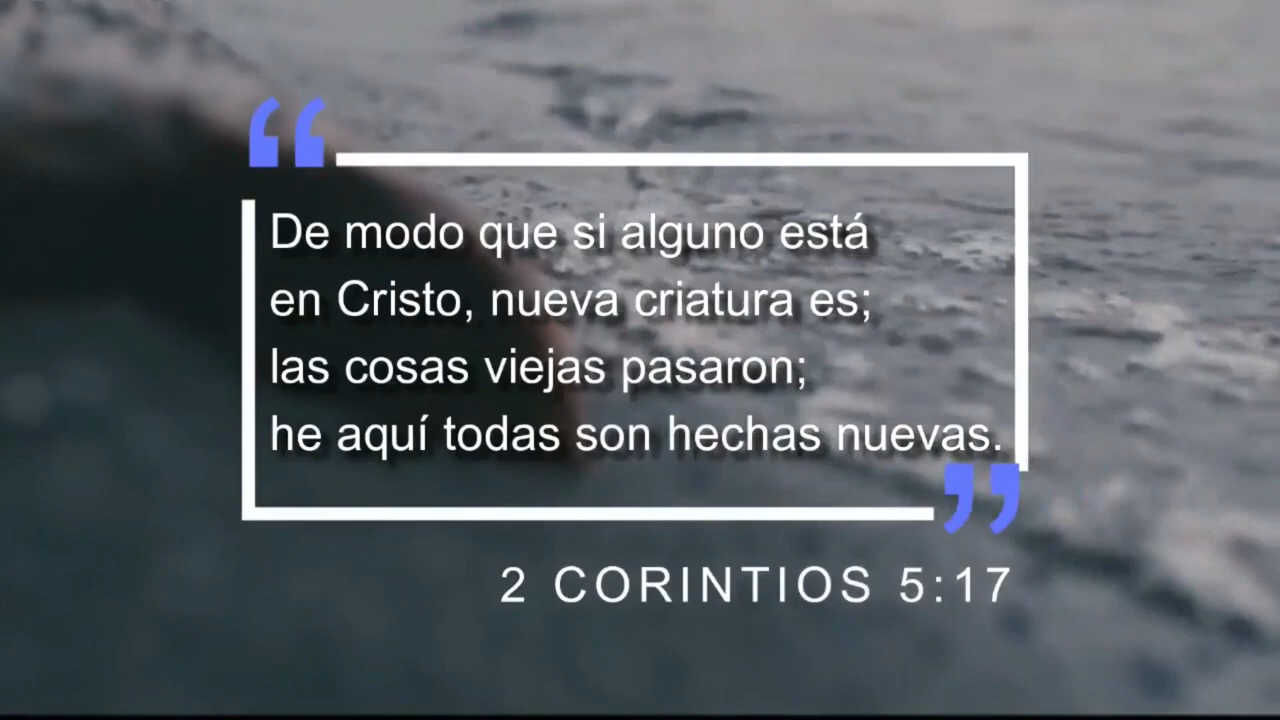 “
De modo que si alguno está
en Cristo, nueva criatura es;
las cosas viejas pasaron;
he aquí todas son hechas nuevas.
”
2 CORINTIOS 5:17